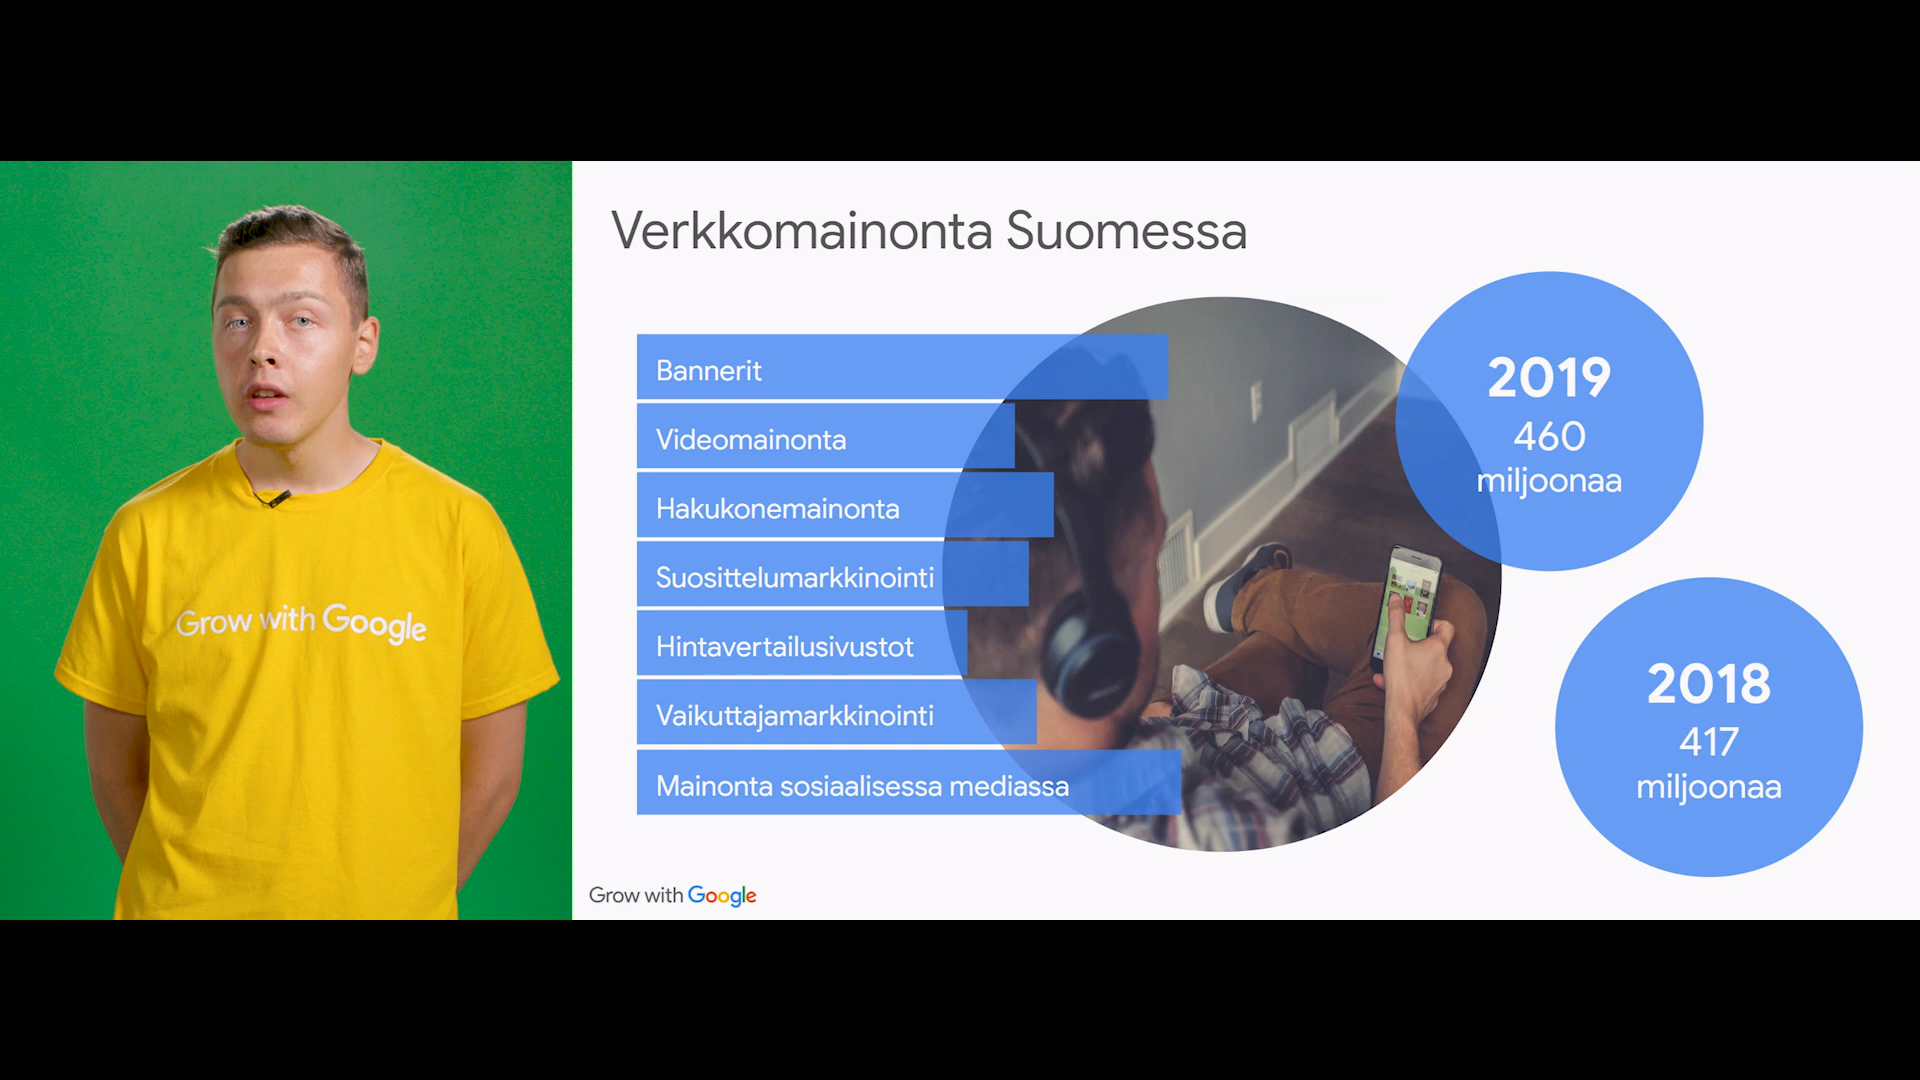 Grow with Google
Verkkomainonta Suomessa
Bannerit
Videomainonta
Hakukonemainonta
Suosittelumarkkinointi
Hintavertailusivustot
Vaikuttajamarkkinointi
Mainonta sosiaalisessa mediassa
2019
460
miljoonaa
2018
417
miljoonaa
Grow with Google